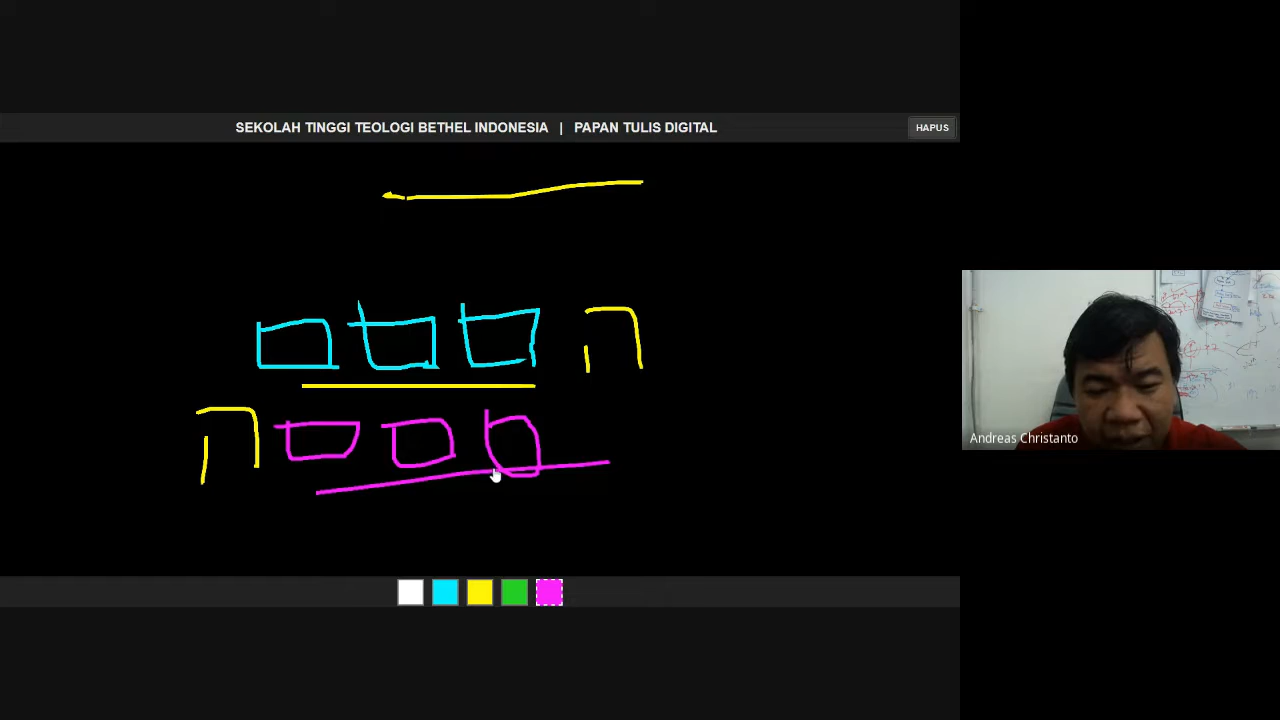 SEKOLAH TINGGI TEOLOGI BETHEL INDONESIA | PAPAN TULIS DIGITAL
HAPUS
ה
ה
Andreas Christanto